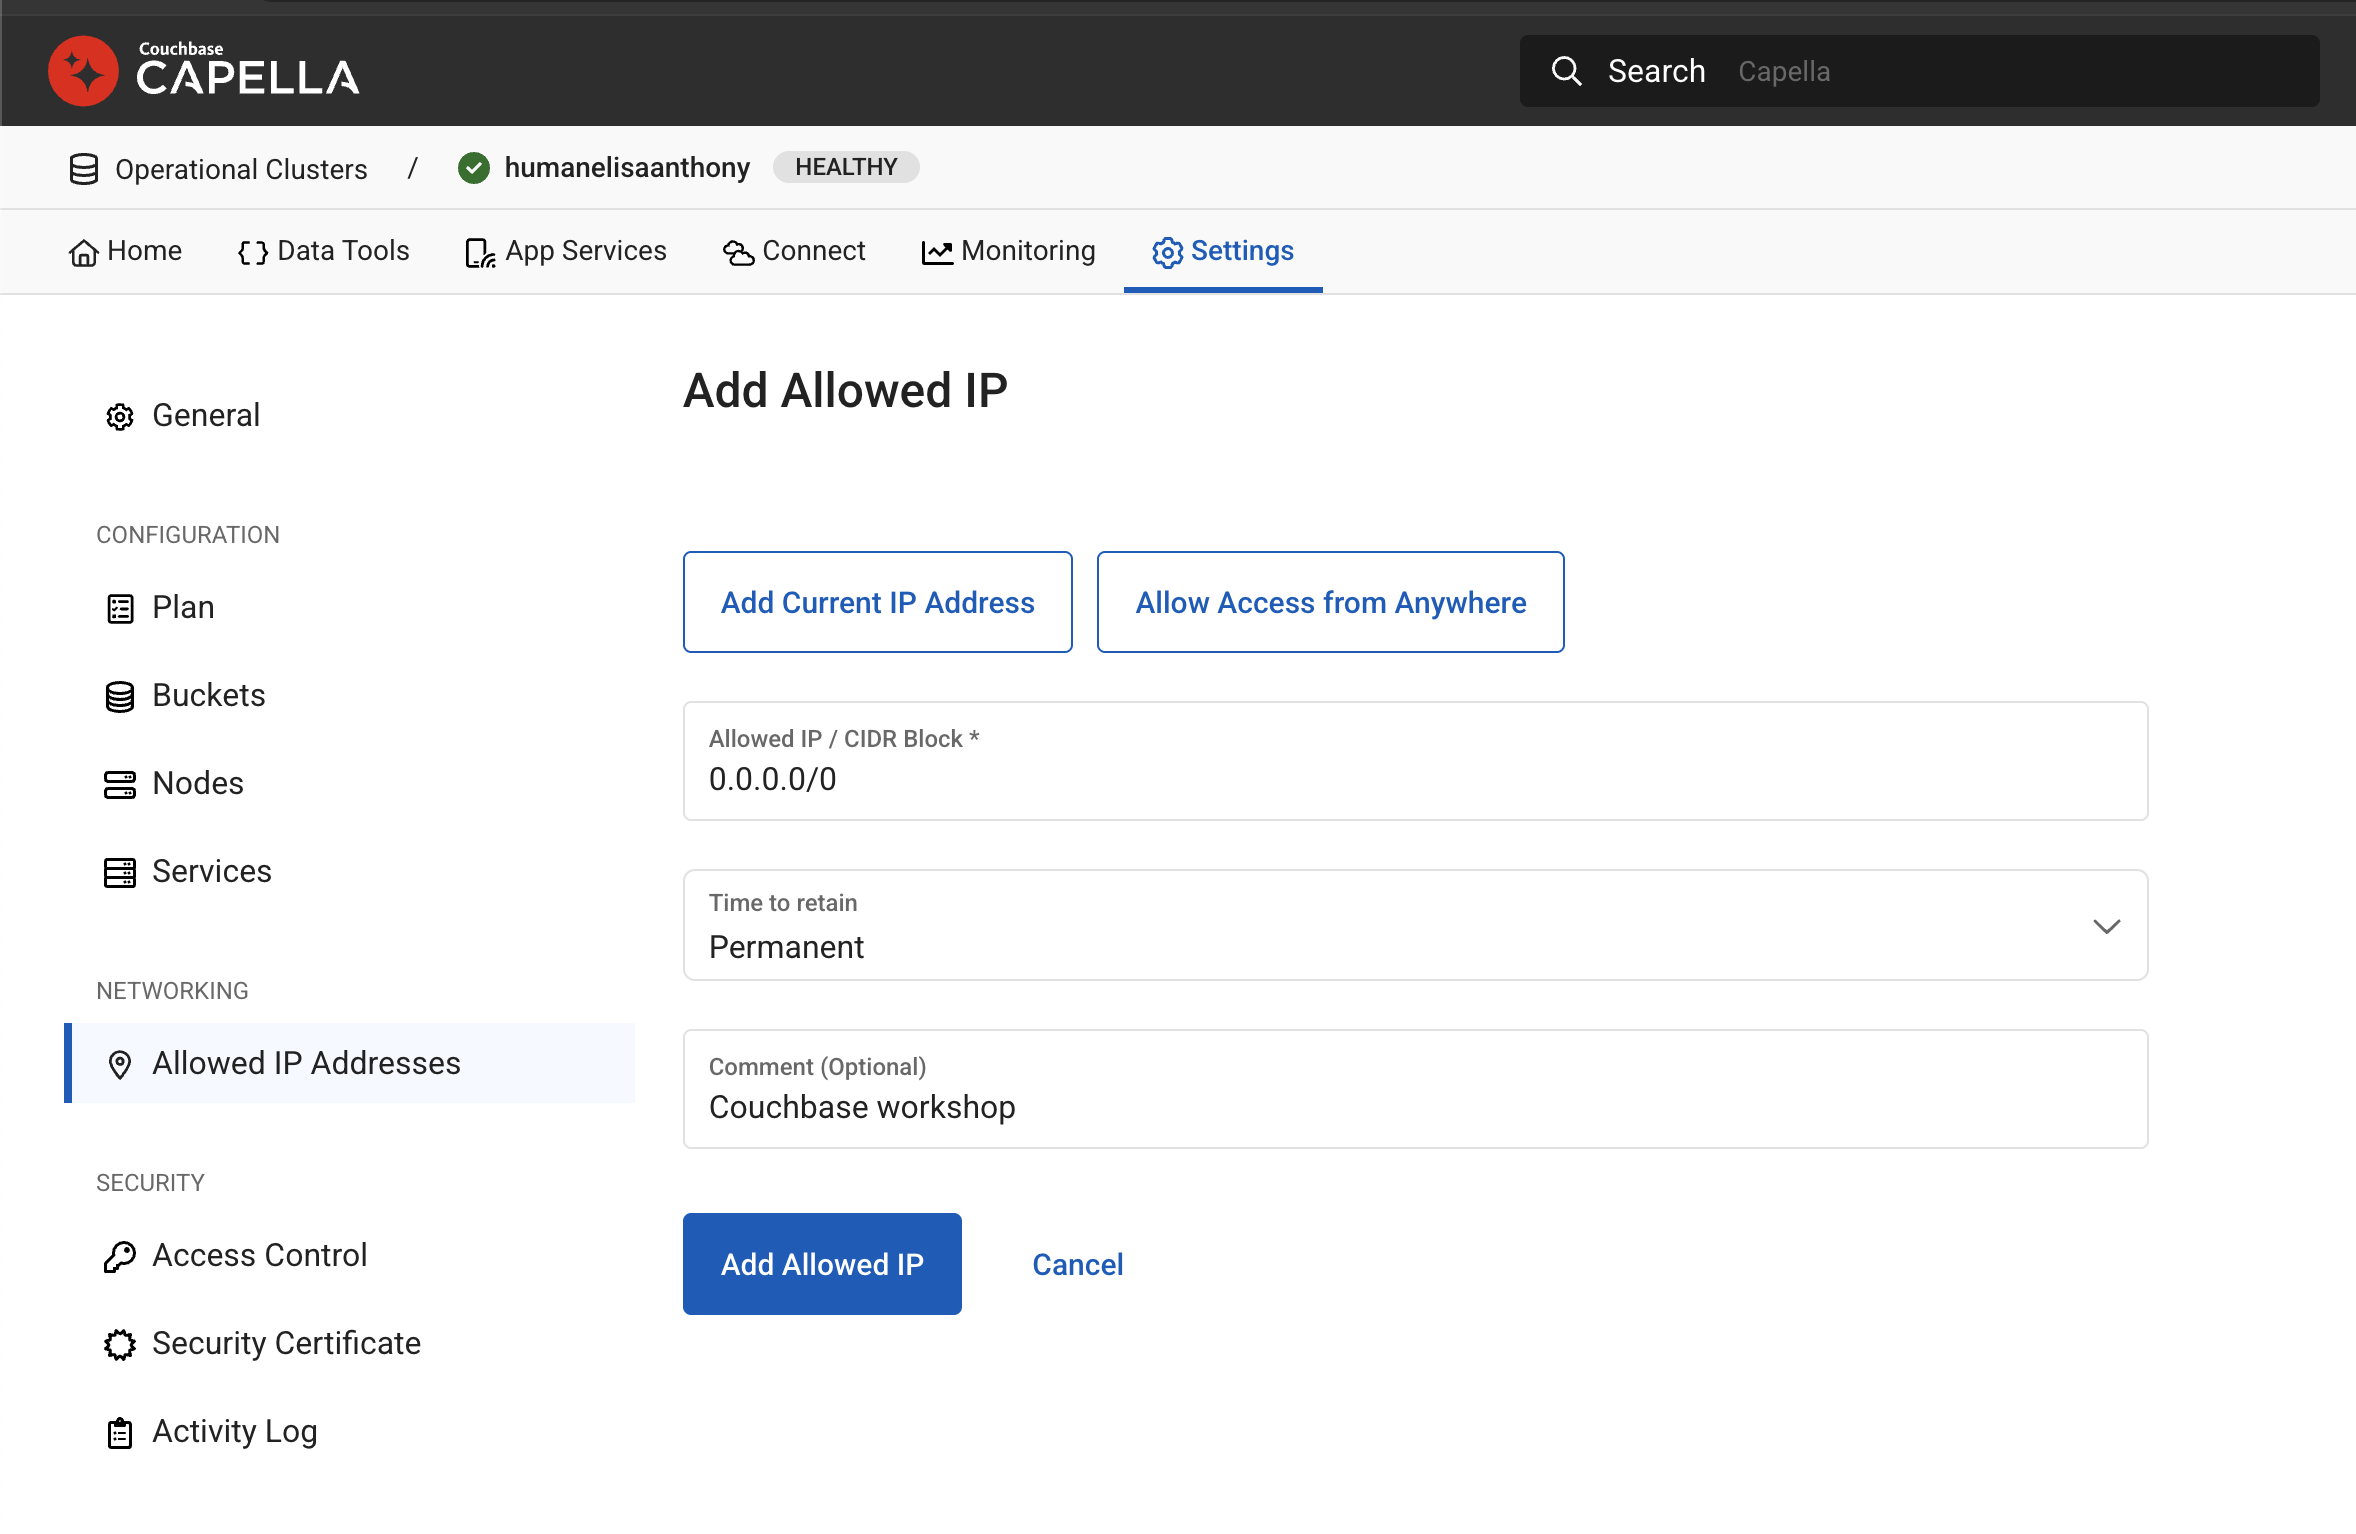 Couchbase
CAPELLA
Search Capella
Operational Clusters / humanelisaanthony HEALTHY
Home Data Tools App Services Connect Monitoring Settings
General
CONFIGURATION
Plan
Buckets
Nodes
Services
NETWORKING
Allowed IP Addresses
SECURITY
Access Control
Security Certificate
Activity Log
Add Allowed IP
Add Current IP Address Allow Access from Anywhere
Allowed IP / CIDR Block *
0.0.0.0/0
Time to retain
Permanent
Comment (Optional)
Couchbase workshop
Add Allowed IP Cancel